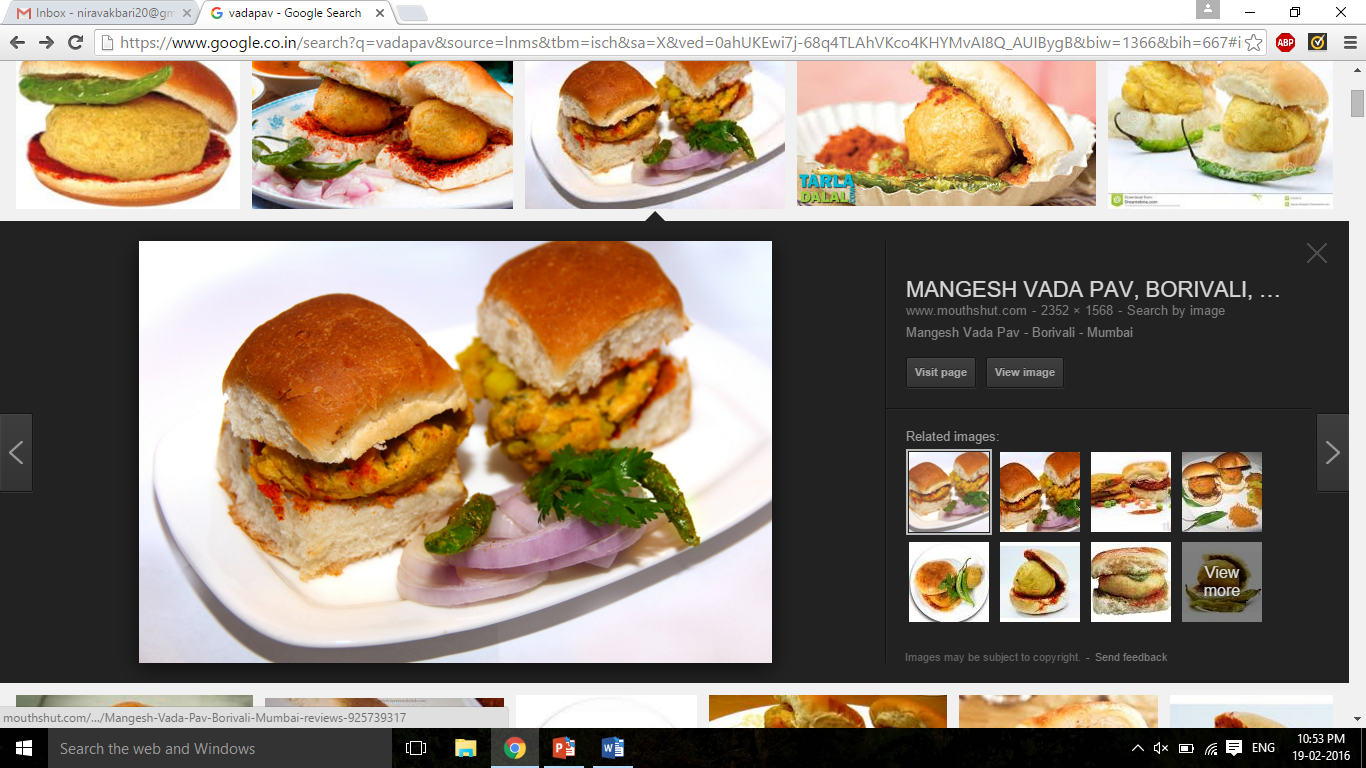 Inbox - niravakbari20@gm
vadapav - Google Search
https://www.google.co.in/search?q=vadapav&source=lnms&tbm=isch&sa=X&ved=0ahUKEwi7j-68q4TLAhVKco4KHYMvAI8Q_AUIBygB&biw=1366&bih=667#i
ABP
TARLA
DALAL
MANGESH VADA PAV, BORIVALI, ...
www.mouthshut.com - 2352 × 1568 - Search by image
Mangesh Vada Pav - Borivali - Mumbai
Visit page
View image
Related images:
View
more
Images may be subject to copyright. - Send feedback
mouthshut.com/.../Mangesh-Vada-Pav-Borivali-Mumbai-reviews-925739317
Search the web and Windows
ENG
10:53 PM
19-02-2016